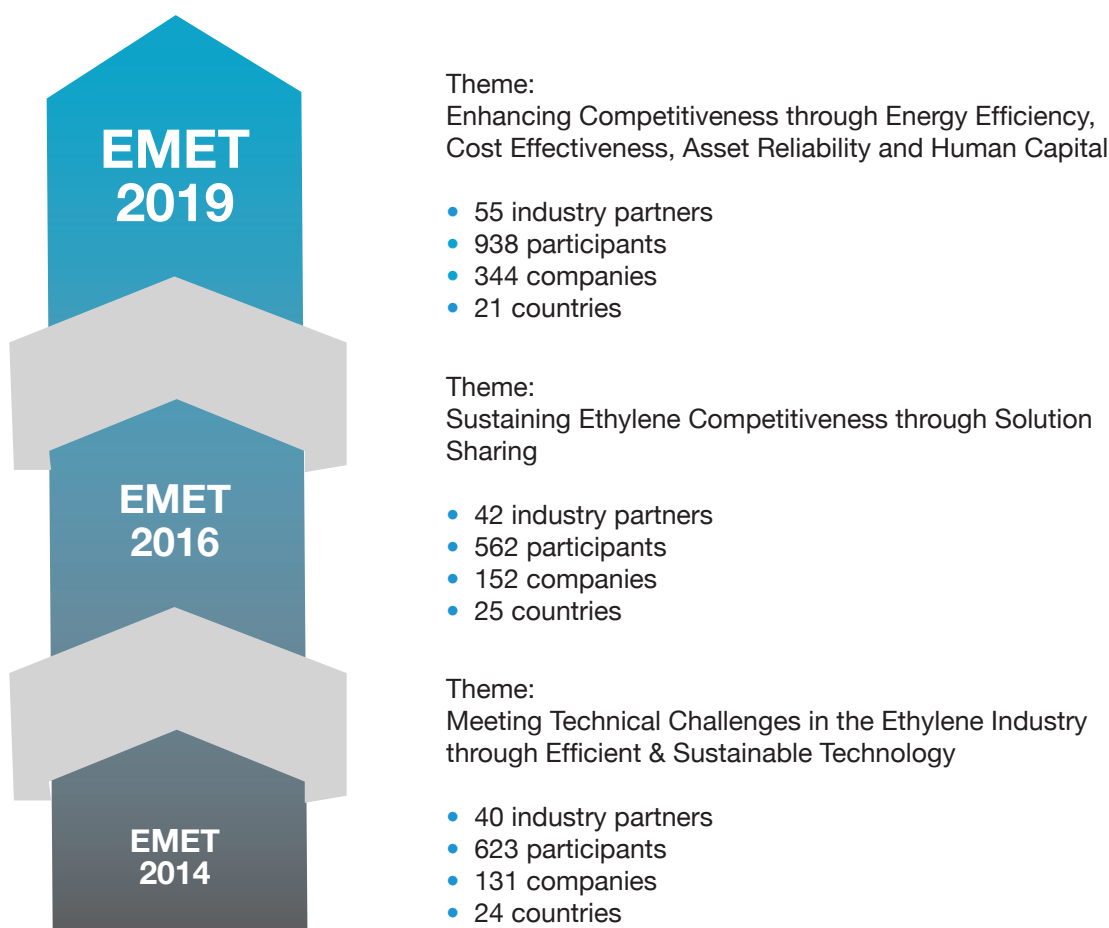 EMET
2019
Theme:
Enhancing Competitiveness through Energy Efficiency,
Cost Effectiveness, Asset Reliability and Human Capital
• 55 industry partners
• 938 participants
• 344 companies
• 21 countries
EMET
2016
Theme:
Sustaining Ethylene Competitiveness through Solution
Sharing
• 42 industry partners
• 562 participants
• 152 companies
• 25 countries
EMET
2014
Theme:
Meeting Technical Challenges in the Ethylene Industry
through Efficient & Sustainable Technology
• 40 industry partners
• 623 participants
• 131 companies
• 24 countries